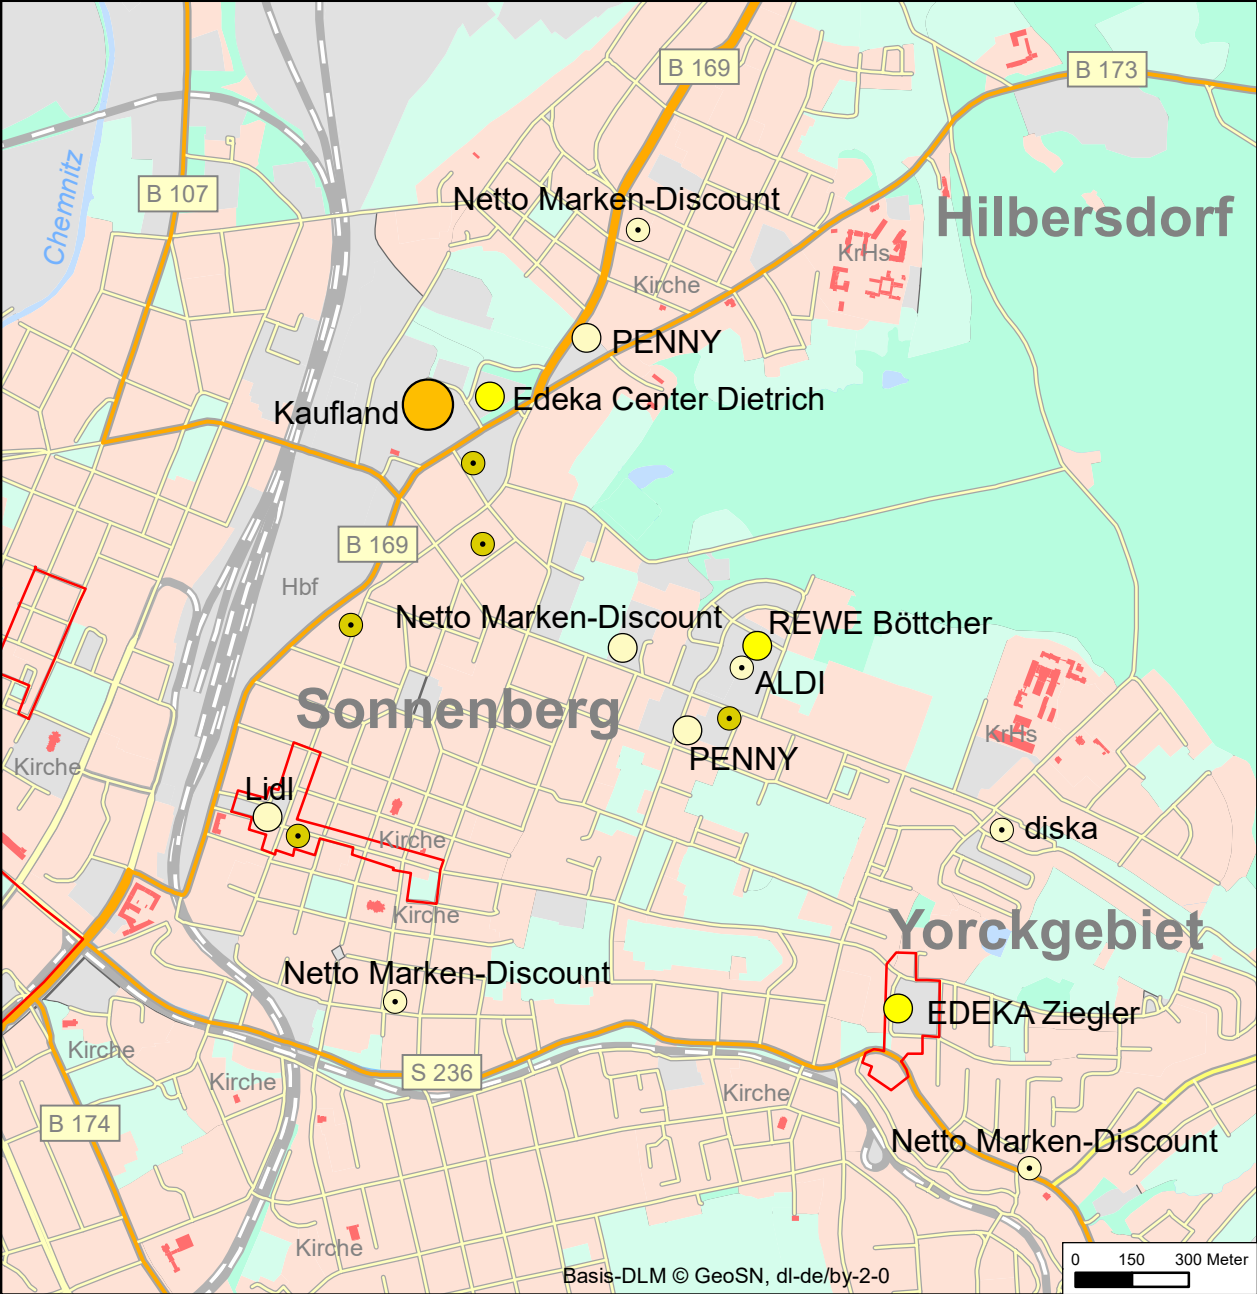 B 169
B 173
Chemnitz
B 107
Netto Marken-Discount
Hilbersdorf
KrHs
Kirche
PENNY
Kaufland
Edeka Center Dietrich
B 169
Hbf
Netto Marken-Discount
REWE Böttcher
ALDI
Sonnenberg
KrHs
PENNY
Kirche
Lidl
Kirche
diska
Kirche
Yorckgebiet
Netto Marken-Discount
EDEKA Ziegler
Kirche
S 236
Kirche
Kirche
B 174
Netto Marken-Discount
Kirche
0 150 300 Meter
Basis-DLM © GeoSN, dl-de/by-2-0